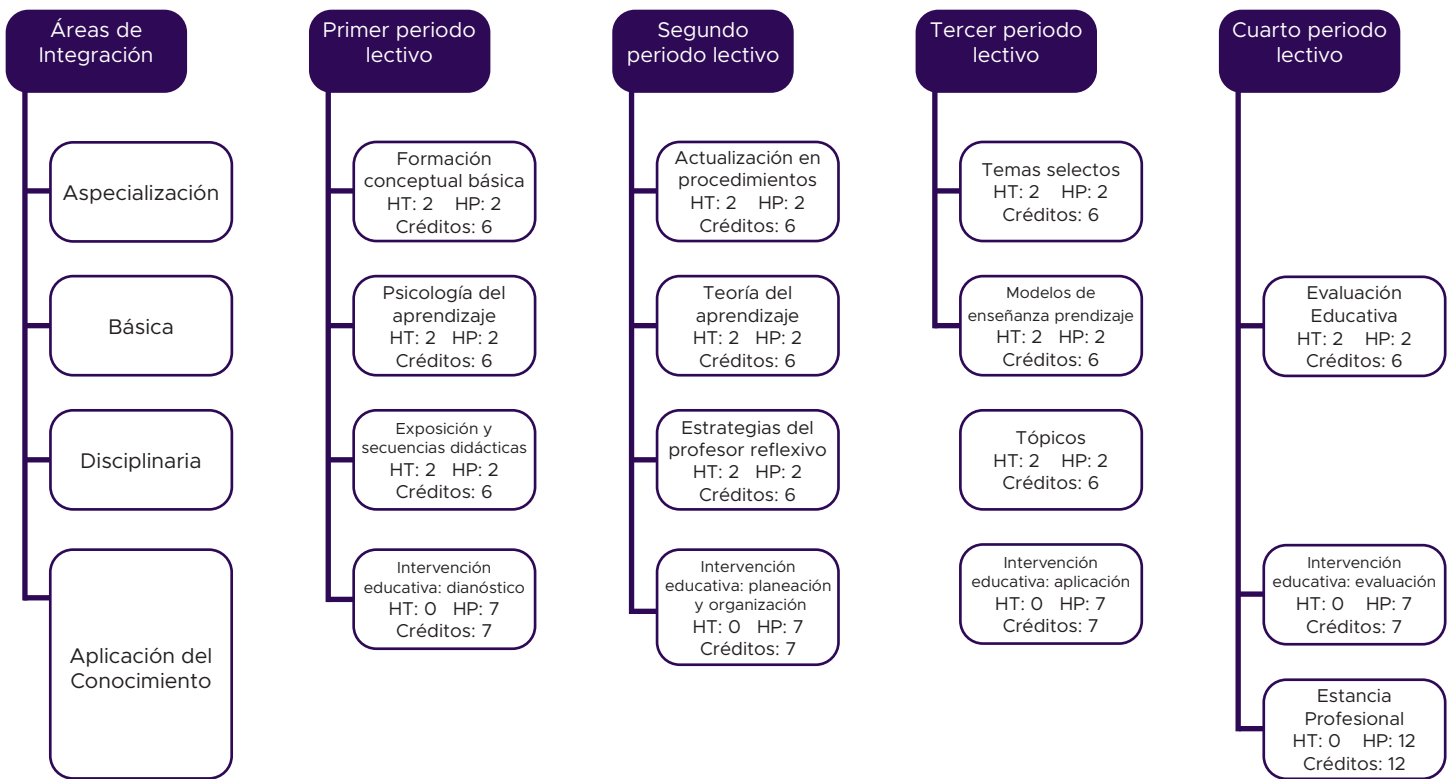 Áreas de
Integración
Aspecialización
Básica
Disciplinaria
Aplicación del
Conocimiento
Primer periodo
lectivo
Formación
conceptual básica
HT: 2 HP: 2
Créditos: 6
Psicología del
aprendizaje
HT: 2 HP: 2
Créditos: 6
Exposición y
secuencias didácticas
HT: 2 HP: 2
Créditos: 6
Intervención
educativa: dianóstico
HT: 0 HP: 7
Créditos: 7
Segundo
periodo lectivo
Actualización en
procedimientos
HT: 2 HP: 2
Créditos: 6
Teoría del
aprendizaje
HT: 2 HP: 2
Créditos: 6
Estrategias del
profesor reflexivo
HT: 2 HP: 2
Créditos: 6
Intervención
educativa: planeación
y organización
HT: 0 HP: 7
Créditos: 7
Tercer periodo
lectivo
Temas selectos
HT: 2 HP: 2
Créditos: 6
Modelos de
enseñanza prendizaje
HT: 2 HP: 2
Créditos: 6
Tópicos
HT: 2 HP: 2
Créditos: 6
Intervención
educativa: aplicación
HT: 0 HP: 7
Créditos: 7
Cuarto periodo
lectivo
Evaluación
Educativa
HT: 2 HP: 2
Créditos: 6
Intervención
educativa: evaluación
HT: 0 HP: 7
Créditos: 7
Estancia
Profesional
HT: 0 HP: 12
Créditos: 12